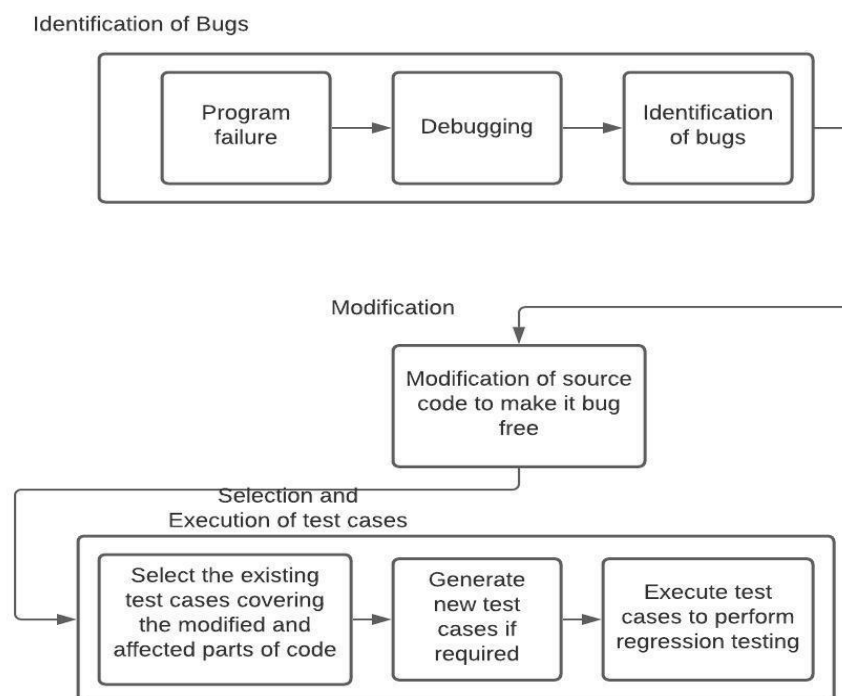 Identification of Bugs
Program
failure
Debugging
Identification
of bugs
Modification
Modification of source
code to make it bug
free
Selection and
Execution of test cases
Select the existing
test cases covering
the modified and
affected parts of code
Generate
new test
cases if
required
Execute test
cases to perform
regression testing